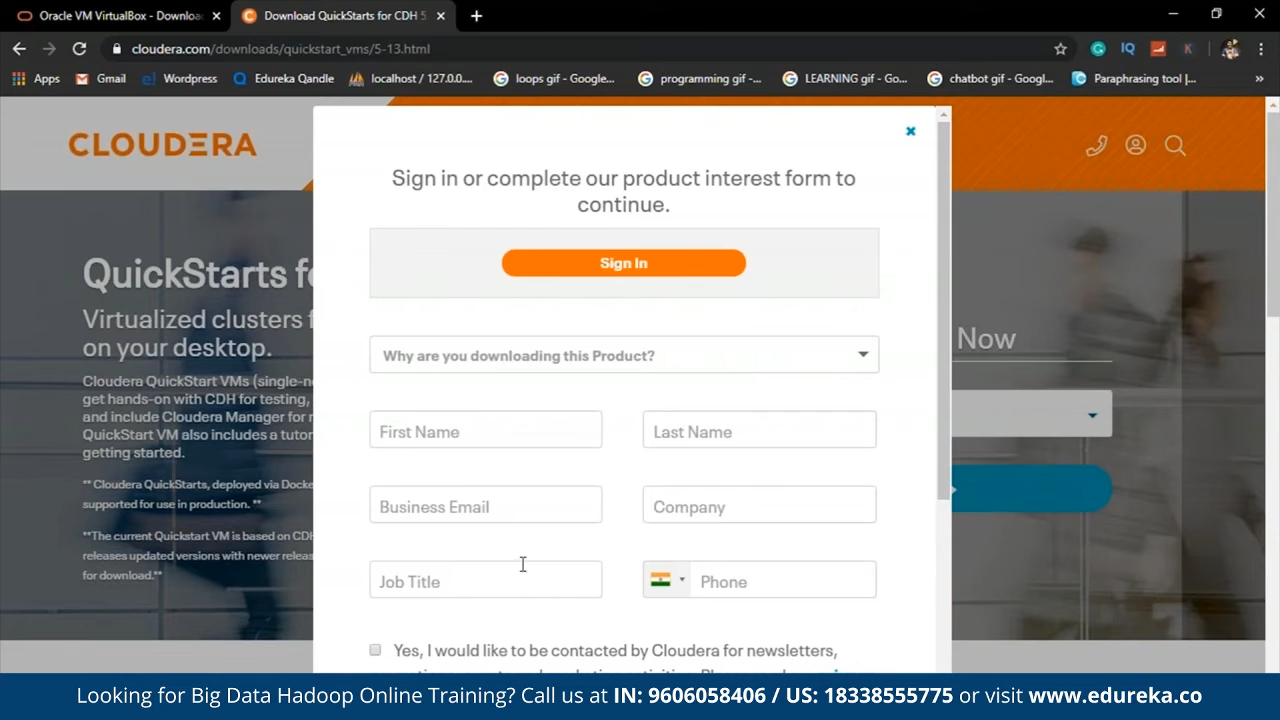 Oracle VM VirtualBox - Downloa
Download QuickStarts for CDH 5
cloudera.com/downloads/quickstart_vms/5-13.html
Apps
Gmail
Wordpress
Edureka Qandle
localhost / 127.0.0....
loops gif - Google...
programming gif -...
LEARNING gif - Go...
chatbot gif - Googl...
Paraphrasing tool |...
»
CLOUDERA
Sign in or complete our product interest form to
continue.
Sign In
QuickStarts fo
Virtualized clusters f
on your desktop.
Now
Why are you downloading this Product?
Cloudera QuickStart VMs (single-n
get hands-on with CDH for testing,
and include Cloudera Manager for
QuickStart VM also includes a tutor
getting started.
First Name
Last Name
** Cloudera QuickStarts, deployed via Docke
supported for use in production. **
Business Email
Company
**The current Quickstart VM is based on CDH
releases updated versions with newer relea
for download.**
Job Title
Phone
Yes, I would like to be contacted by Cloudera for newsletters,
Looking for Big Data Hadoop Online Training? Call us at IN: 9606058406 / US: 18338555775 or visit www.edureka.co